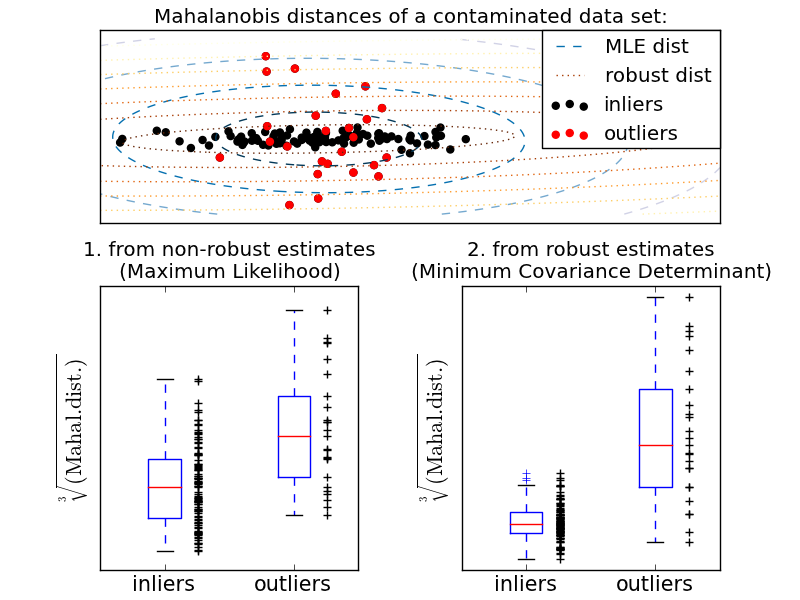 Mahalanobis distances of a contaminated data set:
MLE dist
robust dist
inliers
outliers
1. from non-robust estimates
(Maximum Likelihood)
∛(Mahal.dist.)
inliers
outliers
2. from robust estimates
(Minimum Covariance Determinant)
∛(Mahal.dist.)
inliers
outliers